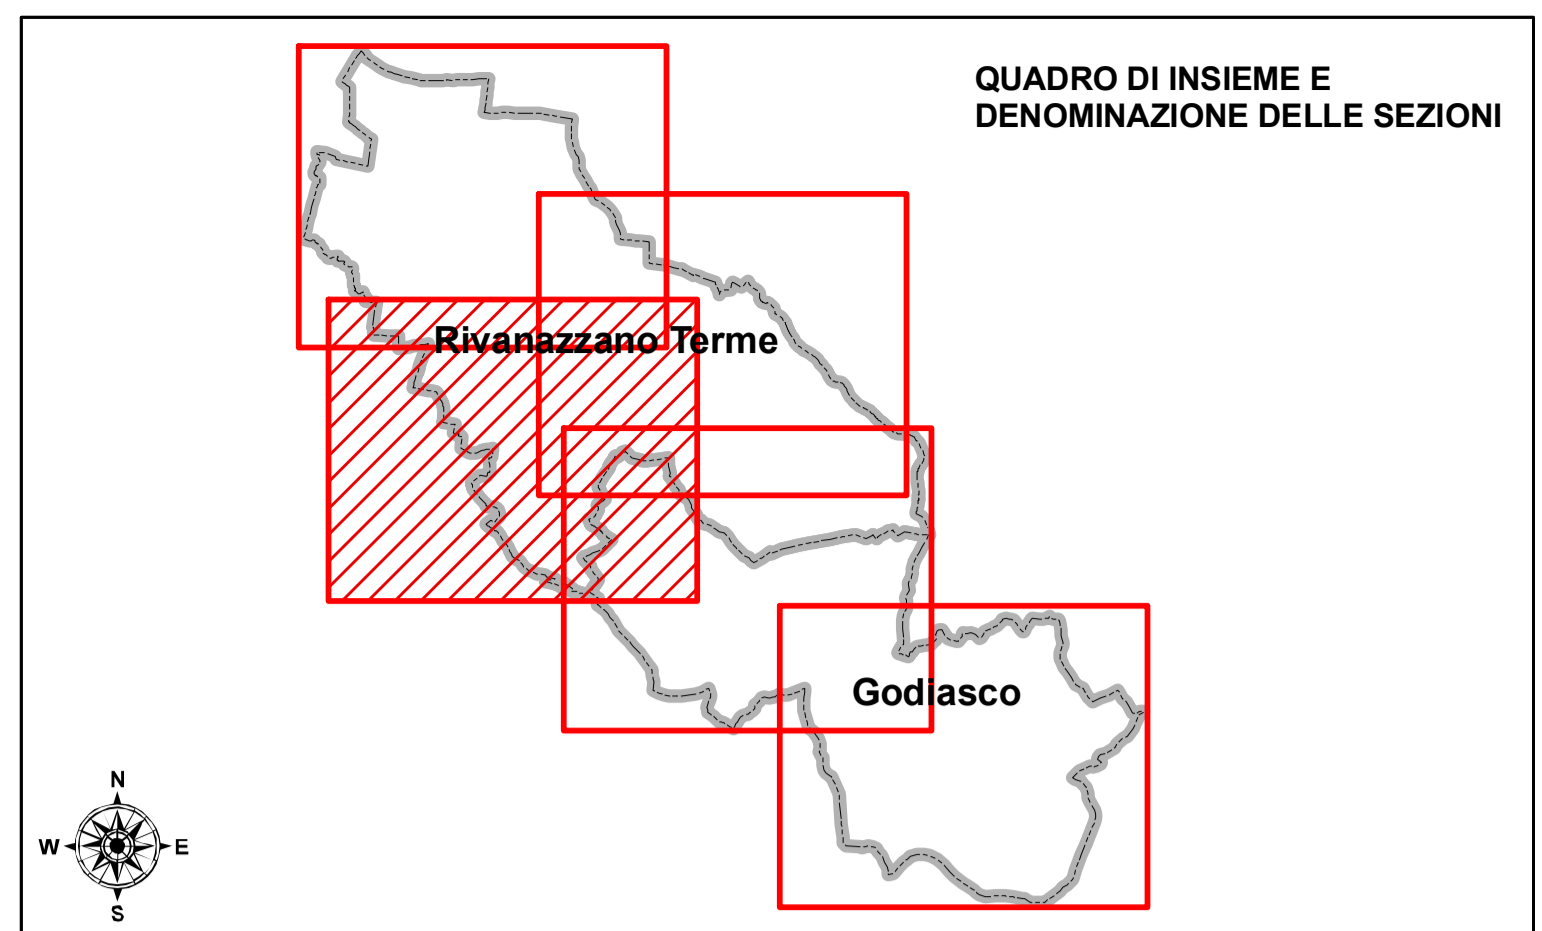 QUADRO DI INSIEME E
DENOMINAZIONE DELLE SEZIONI
Rivanazzano Terme
Godiasco
N
W E
S